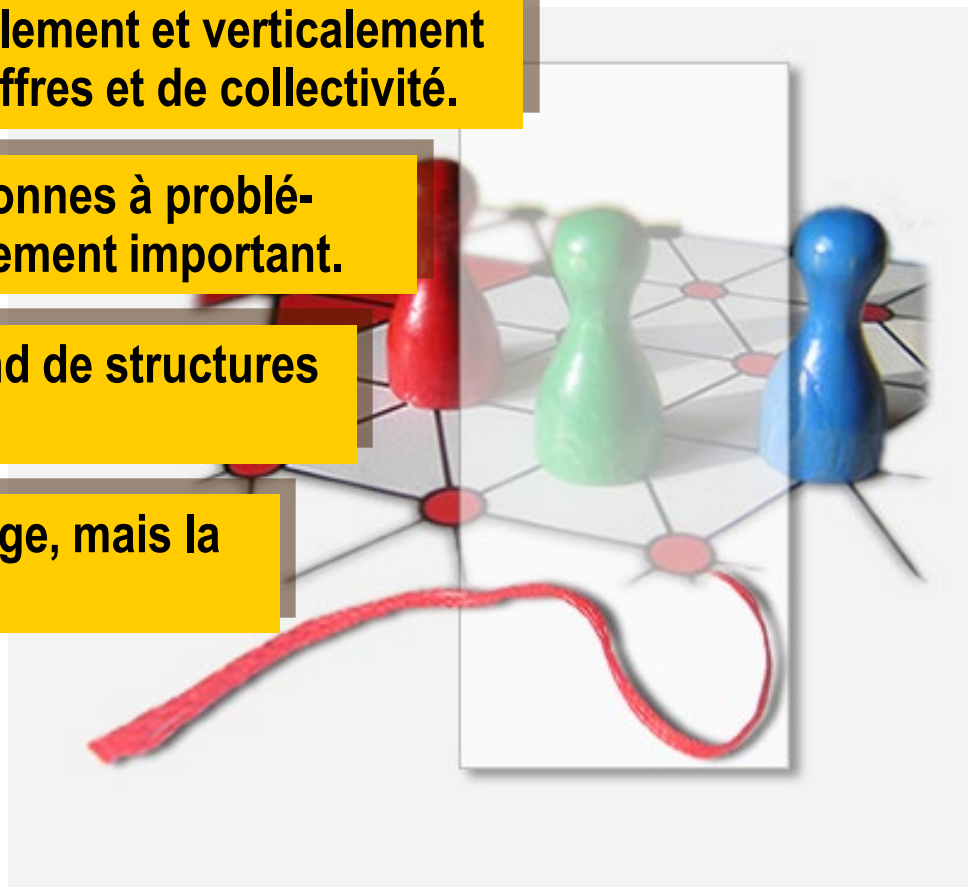 lement et verticalement
ffres et de collectivité.
onnes à problé-
ement important.
d de structures
ge, mais la